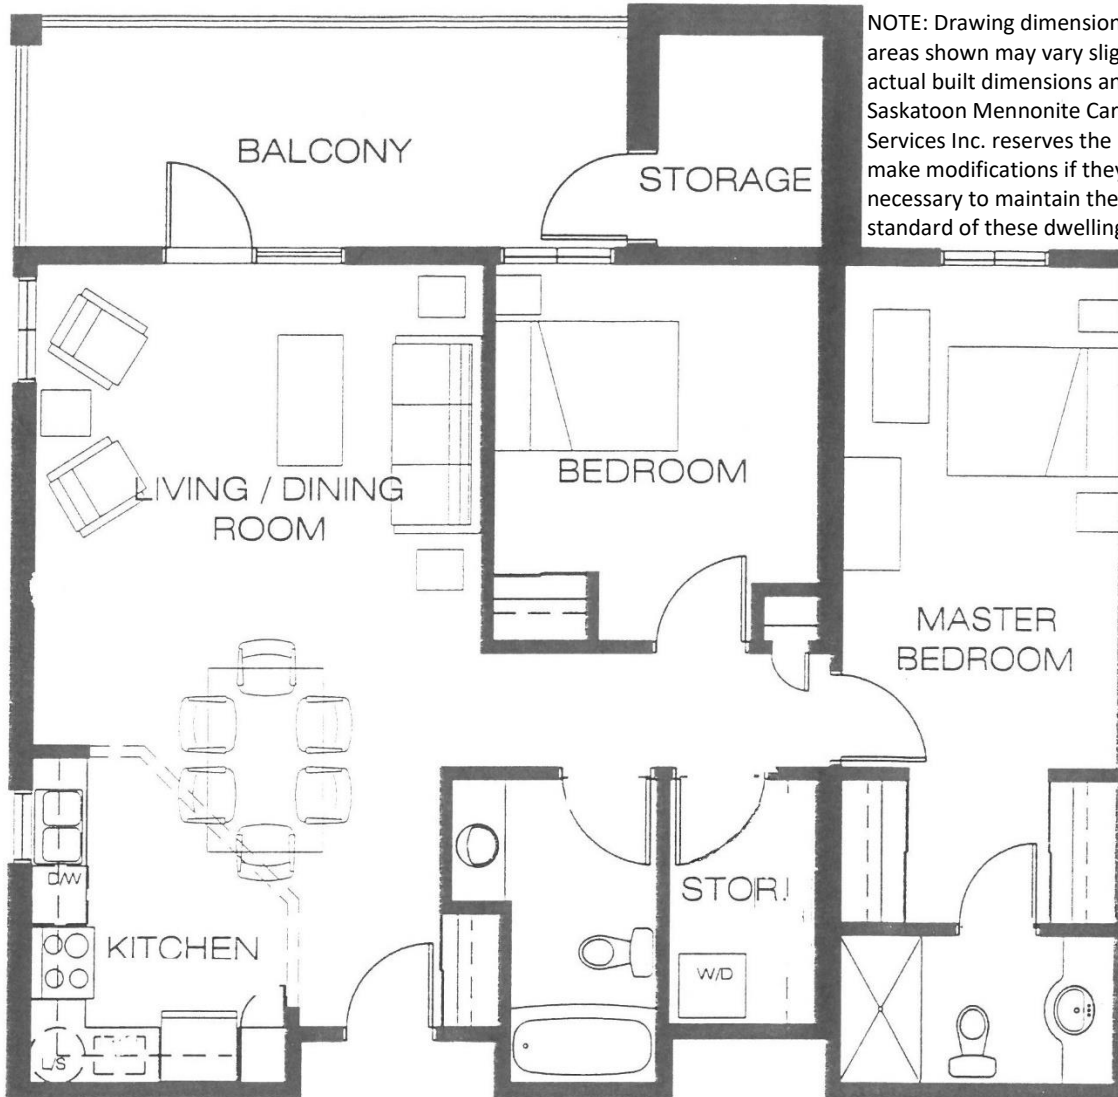 NOTE: Drawing dimension
areas shown may vary slig
actual built dimensions an
Saskatoon Mennonite Car
Services Inc. reserves the
make modifications if they
necessary to maintain the
standard of these dwelling
BALCONY
STORAGE
LIVING / DINING
ROOM
BEDROOM
MASTER
BEDROOM
D/W
KITCHEN
STOR.
W/D
L/S